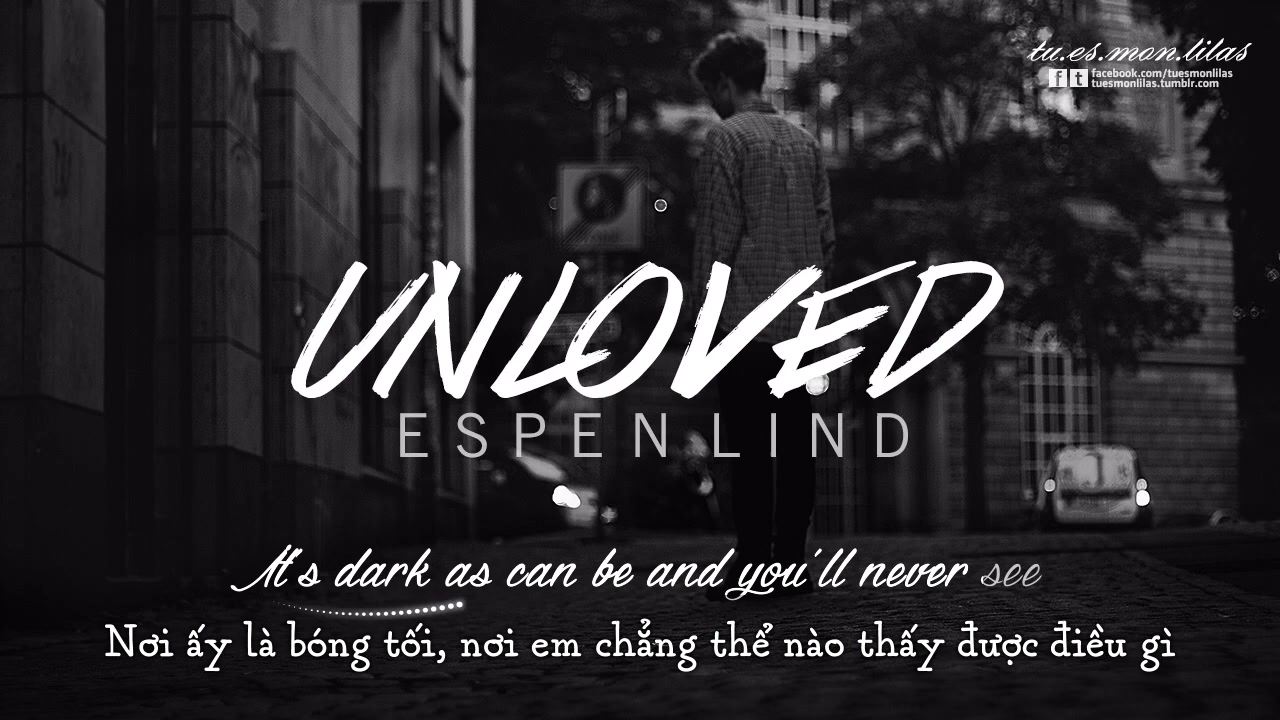 tu.es.mon.lilas
f t facebook.com/tuesmonlilas
tuesmonlilas.tumblr.com
UNLOVED
ESPEN LIND
It's dark as can be and you'll never see
Nơi ấy là bóng tối, nơi em chẳng thể nào thấy được điều gì